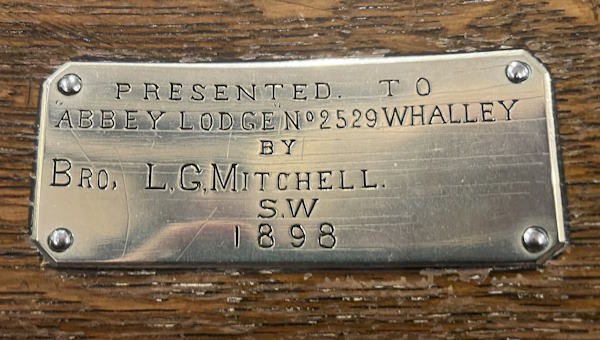 PRESENTED. TO
"ABBEY LODGE" No 2529 WHALLEY
BY
BRO, L,G,MITCHELL.
S.W
1898